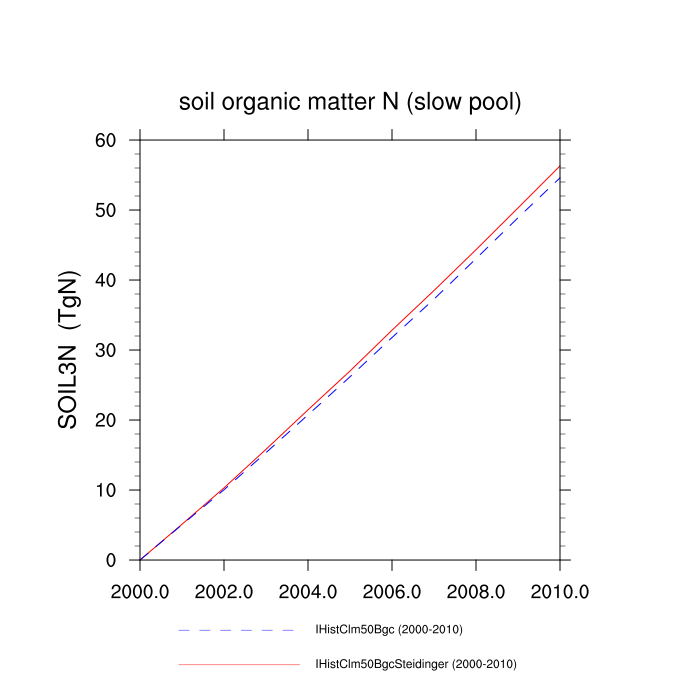 soil organic matter N (slow pool)
SOIL3N (TgN)
60
50
40
30
20
10
0
2000.0 2002.0 2004.0 2006.0 2008.0 2010.0
IHistClm50Bgc (2000-2010)
IHistClm50BgcSteidinger (2000-2010)